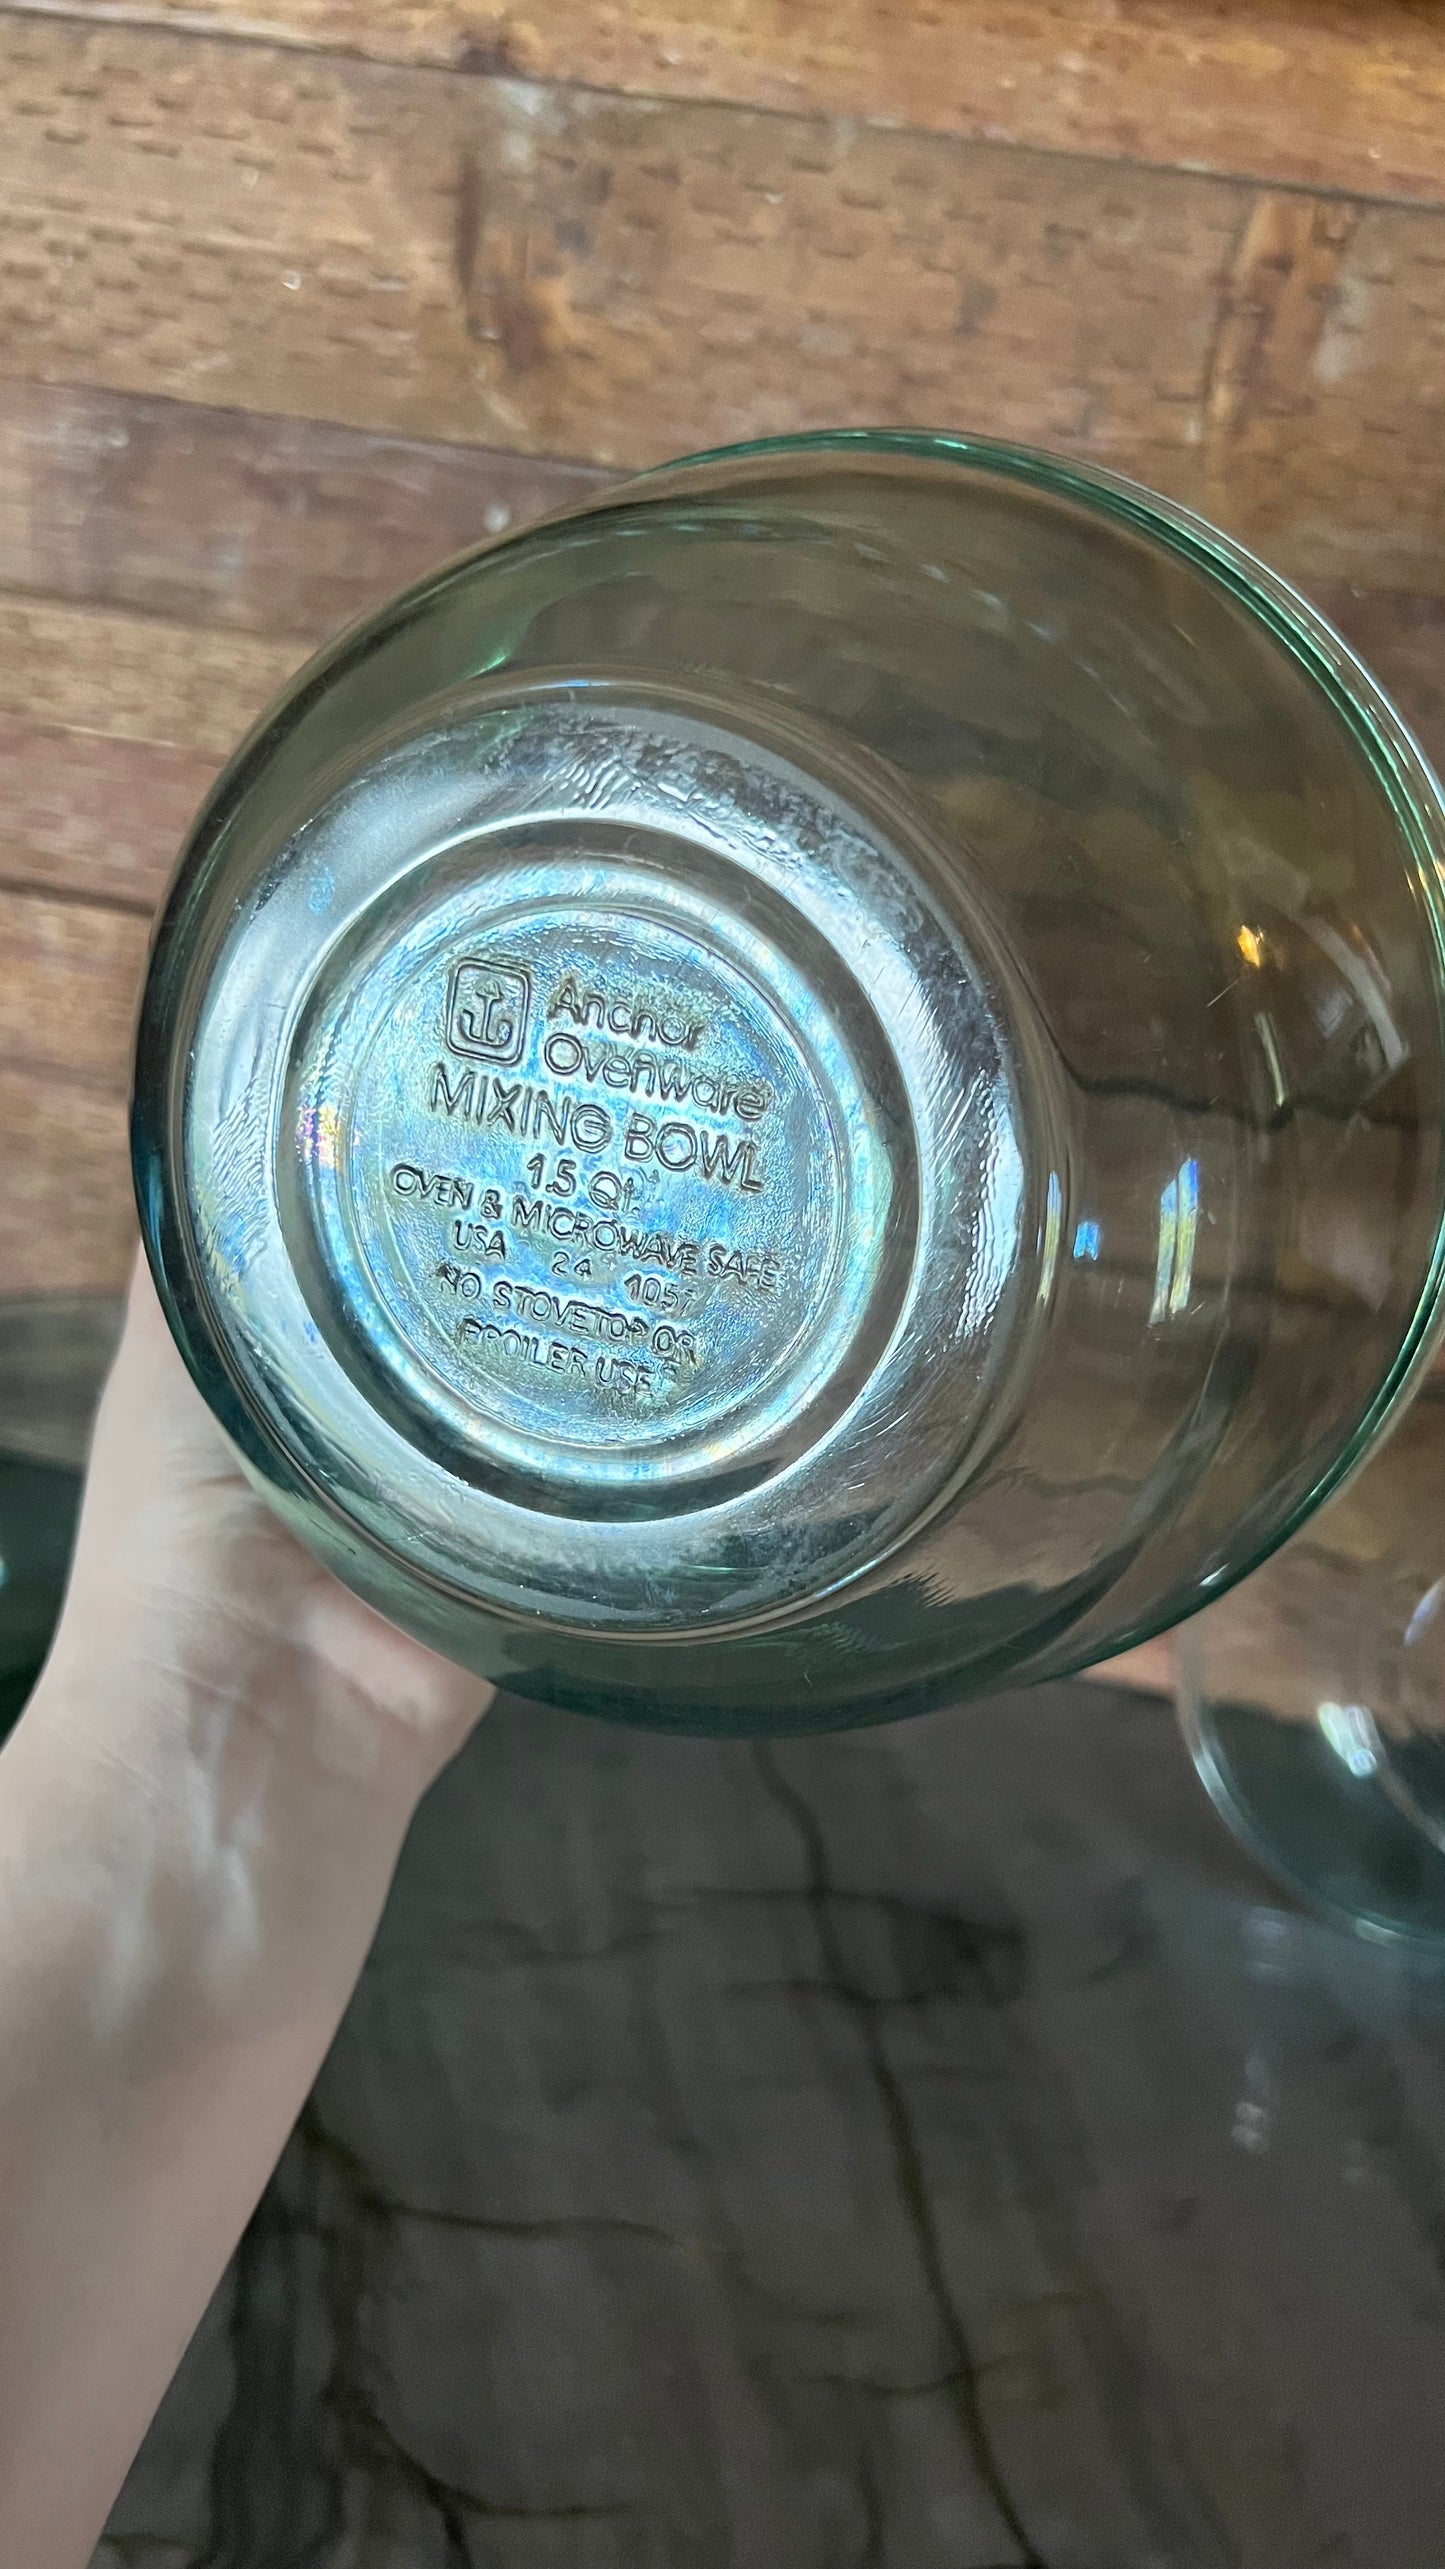 Anchor
Ovenware
MIXING BOWL
1.5 Qt.
OVEN & MICROWAVE SAFE
USA 24 1057
NO STOVETOP OR
BROILER USE